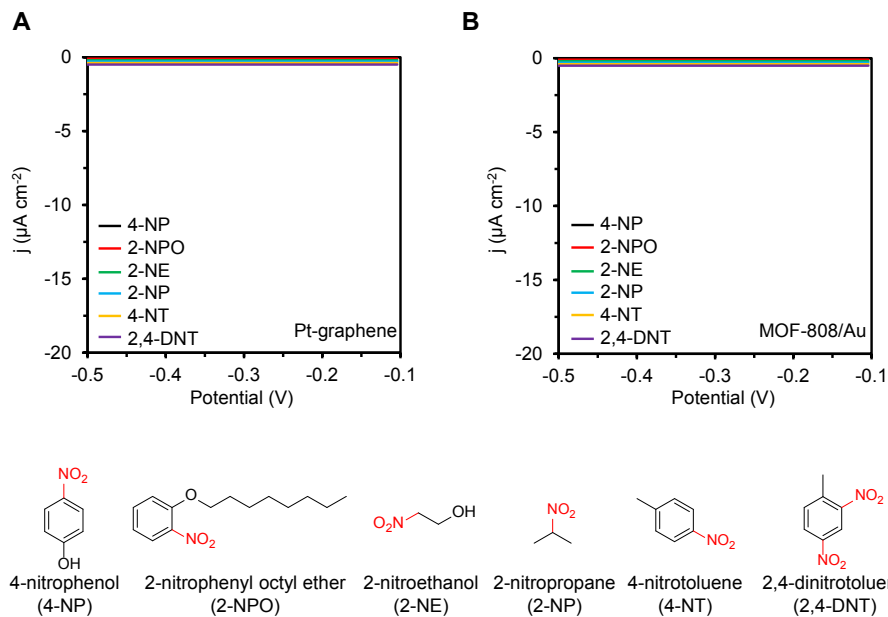 A
B
0
-5
-10
-15
-20
j (µA cm-2)
4-NP
2-NPO
2-NE
2-NP
4-NT
2,4-DNT
Pt-graphene
-0.5 -0.4 -0.3 -0.2 -0.1
Potential (V)
0
-5
-10
-15
-20
j (µA cm-2)
4-NP
2-NPO
2-NE
2-NP
4-NT
2,4-DNT
MOF-808/Au
-0.5 -0.4 -0.3 -0.2 -0.1
Potential (V)
NO2
OH
O
NO2
O2N
OH
NO2
NO2
NO2
NO2
4-nitrophenol
(4-NP)
2-nitrophenyl octyl ether
(2-NPO)
2-nitroethanol
(2-NE)
2-nitropropane
(2-NP)
4-nitrotoluene
(4-NT)
2,4-dinitrotoluen
(2,4-DNT)